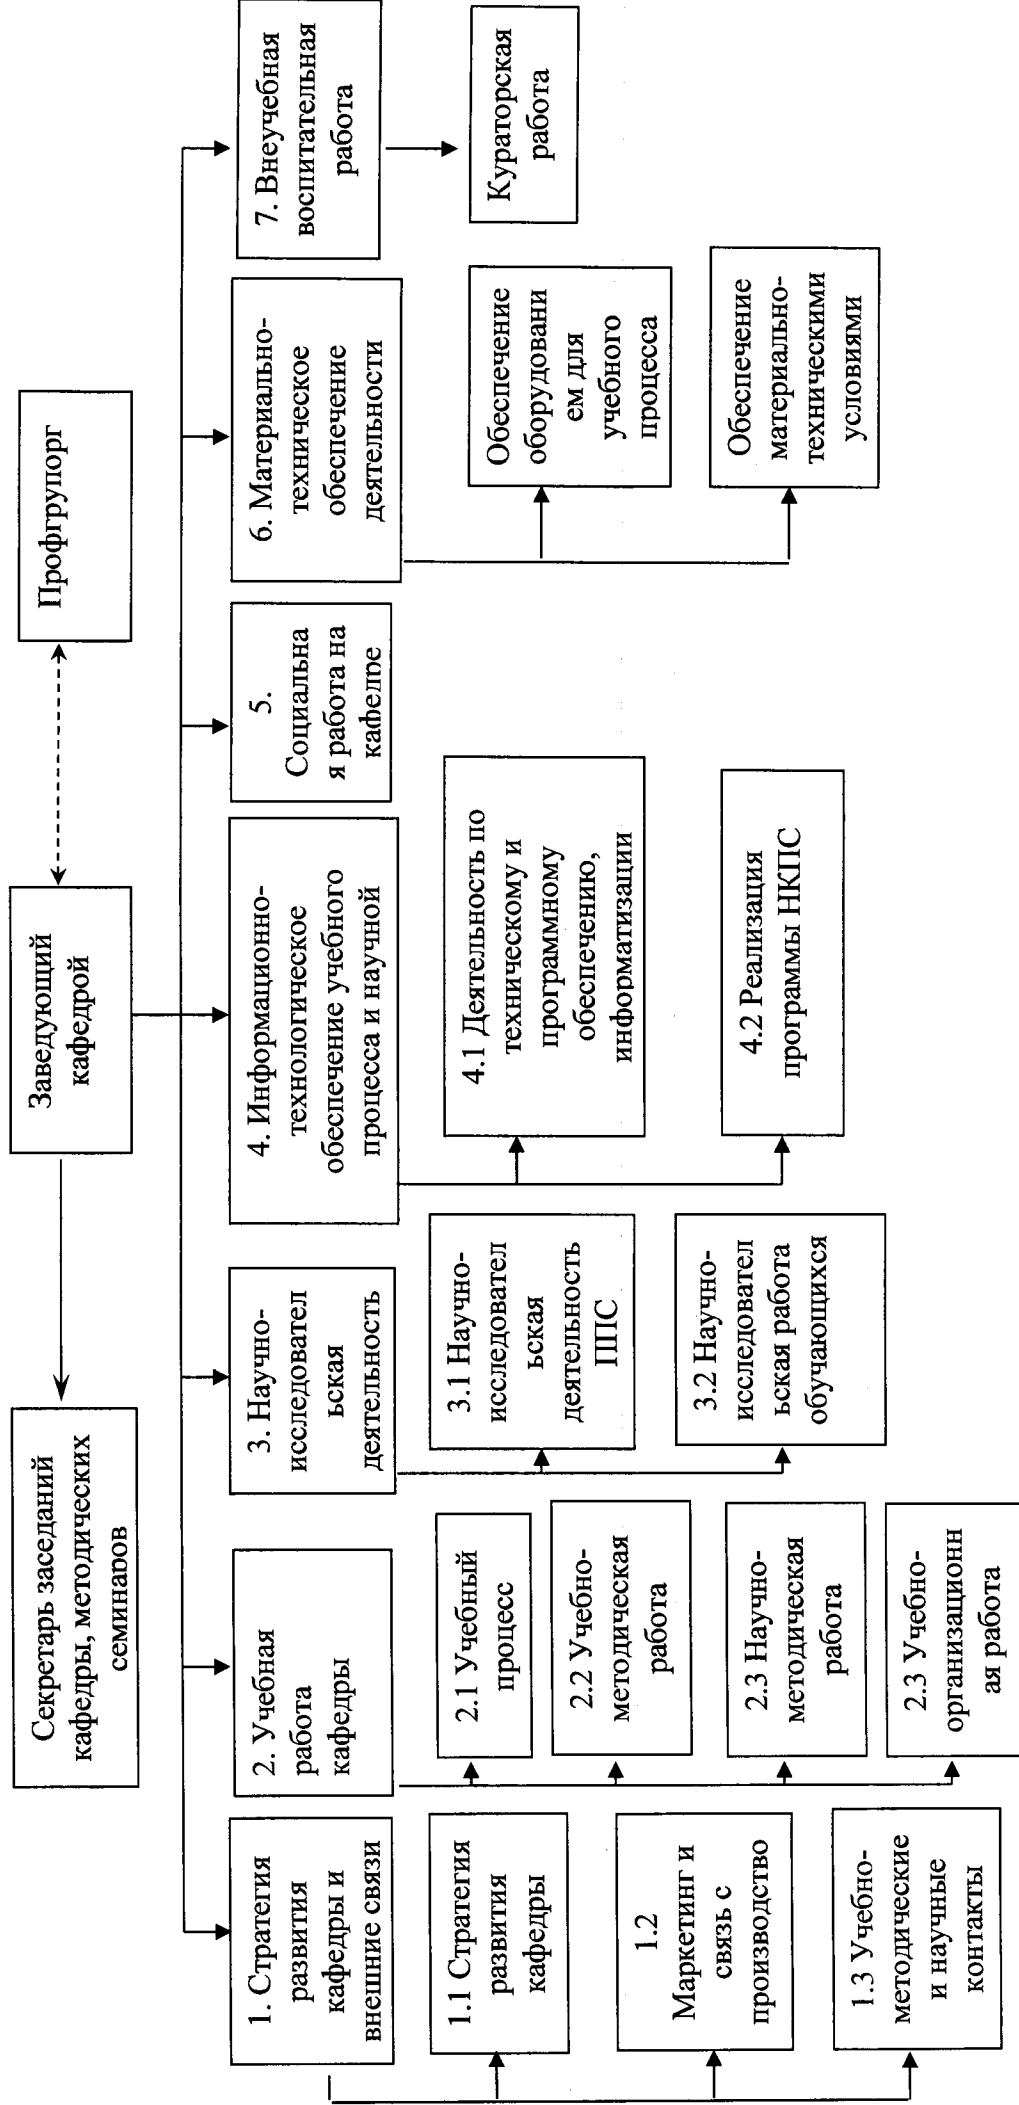 Секретарь заседаний
кафедры, методических
семинаров
Заведующий
кафедрой
Профгрупорг
1. Стратегия
развития
кафедры и
внешние связи
2. Учебная
работа
кафедры
3. Научно-
исследовател
ьская
деятельность
4. Информационно-
технологическое
обеспечение учебного
процесса и научной
5.
Социальна
я работа на
кафедре
6. Материально-
техническое
обеспечение
деятельности
7. Внеучебная
воспитательная
работа
1.1 Стратегия
развития
кафедры
1.2
Маркетинг и
связь с
производство
1.3 Учебно-
методические
и научные
контакты
2.1 Учебный
процесс
2.2 Учебно-
методическая
работа
2.3 Научно-
методическая
работа
2.3 Учебно-
организационн
ая работа
3.1 Научно-
исследовател
ьская
деятельность
ППС
3.2 Научно-
исследовател
ьская работа
обучающихся
4.1 Деятельность по
техническому и
программному
обеспечению,
информатизации
4.2 Реализация
программы НКПС
Обеспечение
оборудовани
ем для
учебного
процесса
Обеспечение
материально-
техническими
условиями
Кураторская
работа